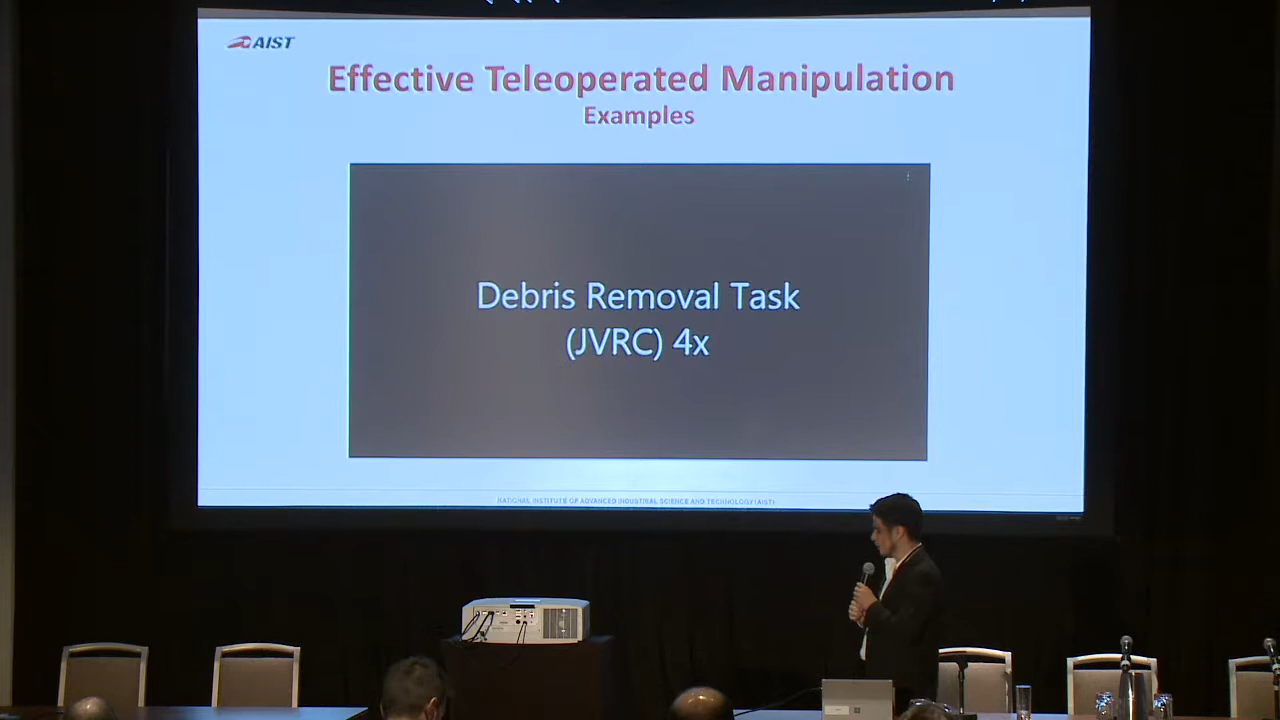 AIST
Effective Teleoperated Manipulation
Examples
Debris Removal Task
(JVRC) 4x
NATIONAL INSTITUTE OF ADVANCED INDUSTRIAL SCIENCE AND TECHNOLOGY (AIST)